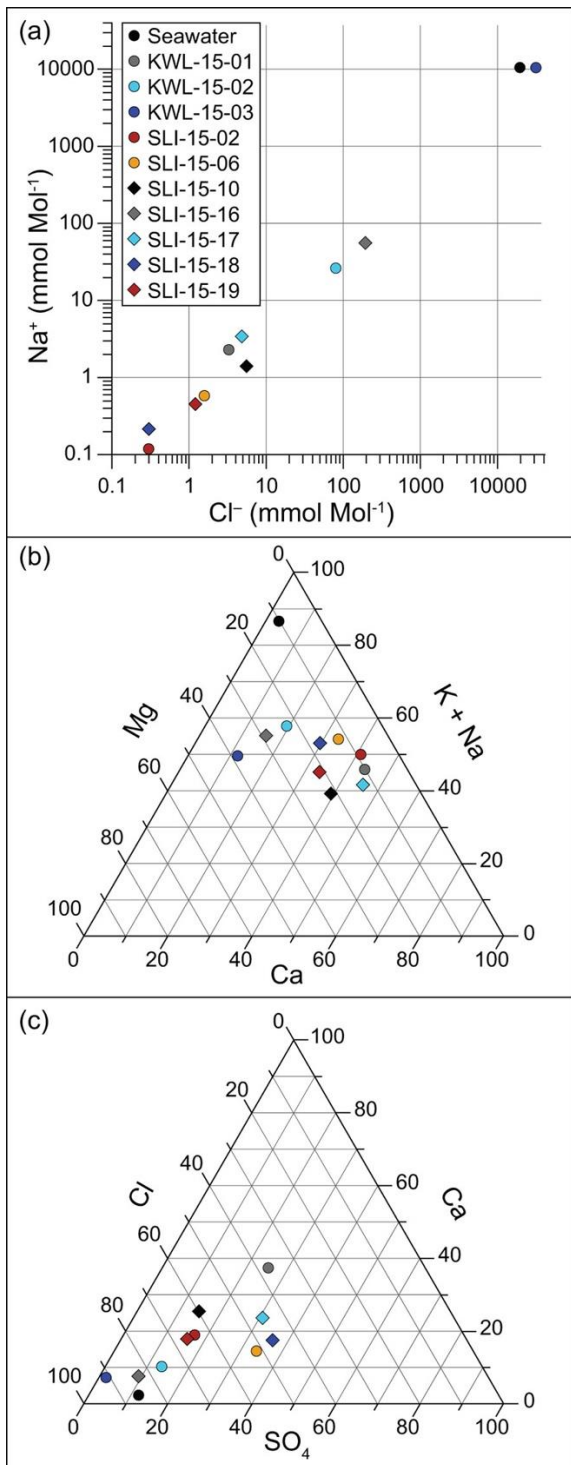 (a)
Seawater
KWL-15-01
KWL-15-02
KWL-15-03
SLI-15-02
SLI-15-06
SLI-15-10
SLI-15-16
SLI-15-17
SLI-15-18
SLI-15-19
10000
1000
100
10
1
0.1
Na⁺ (mmol Mol⁻¹)
0.1 1 10 100 1000 10000
Cl⁻ (mmol Mol⁻¹)
(b)
0 100
20 80
40 60
60 40
80 20
100 0
Mg
K + Na
0 20 40 60 80 100
Ca
(c)
0 100
20 80
40 60
60 40
80 20
100 0
Cl
Ca
0 20 40 60 80 100
SO₄